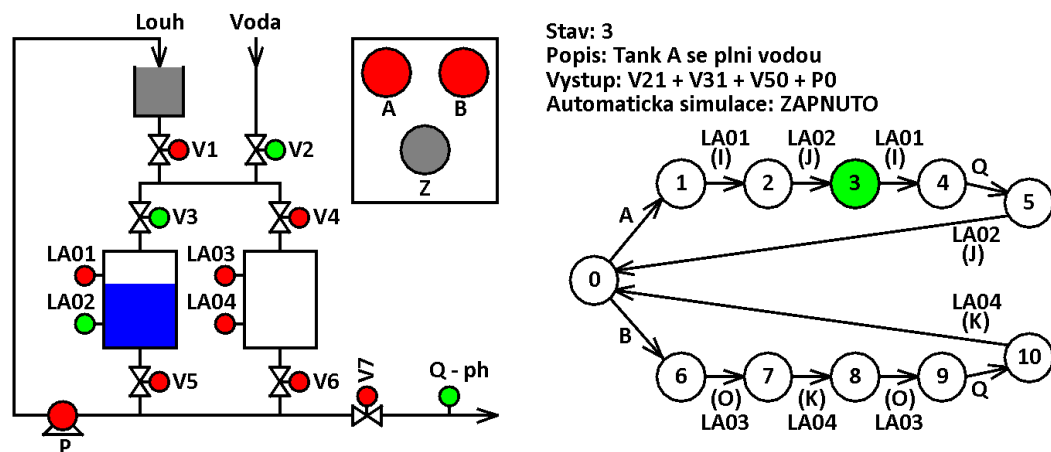 Louh
Voda
V1
V2
V3
V4
LA01
LA02
LA03
LA04
V5
V6
V7
Q - ph
P
A
B
Z
Stav: 3
Popis: Tank A se plni vodou
Vystup: V21 + V31 + V50 + P0
Automaticka simulace: ZAPNUTO
LA01
(I)
LA02
(J)
LA01
(I)
Q
1
2
3
4
5
A
LA02
(J)
0
LA04
(K)
B
6
7
8
9
10
(O)
LA03
(K)
LA04
(O)
LA03
Q